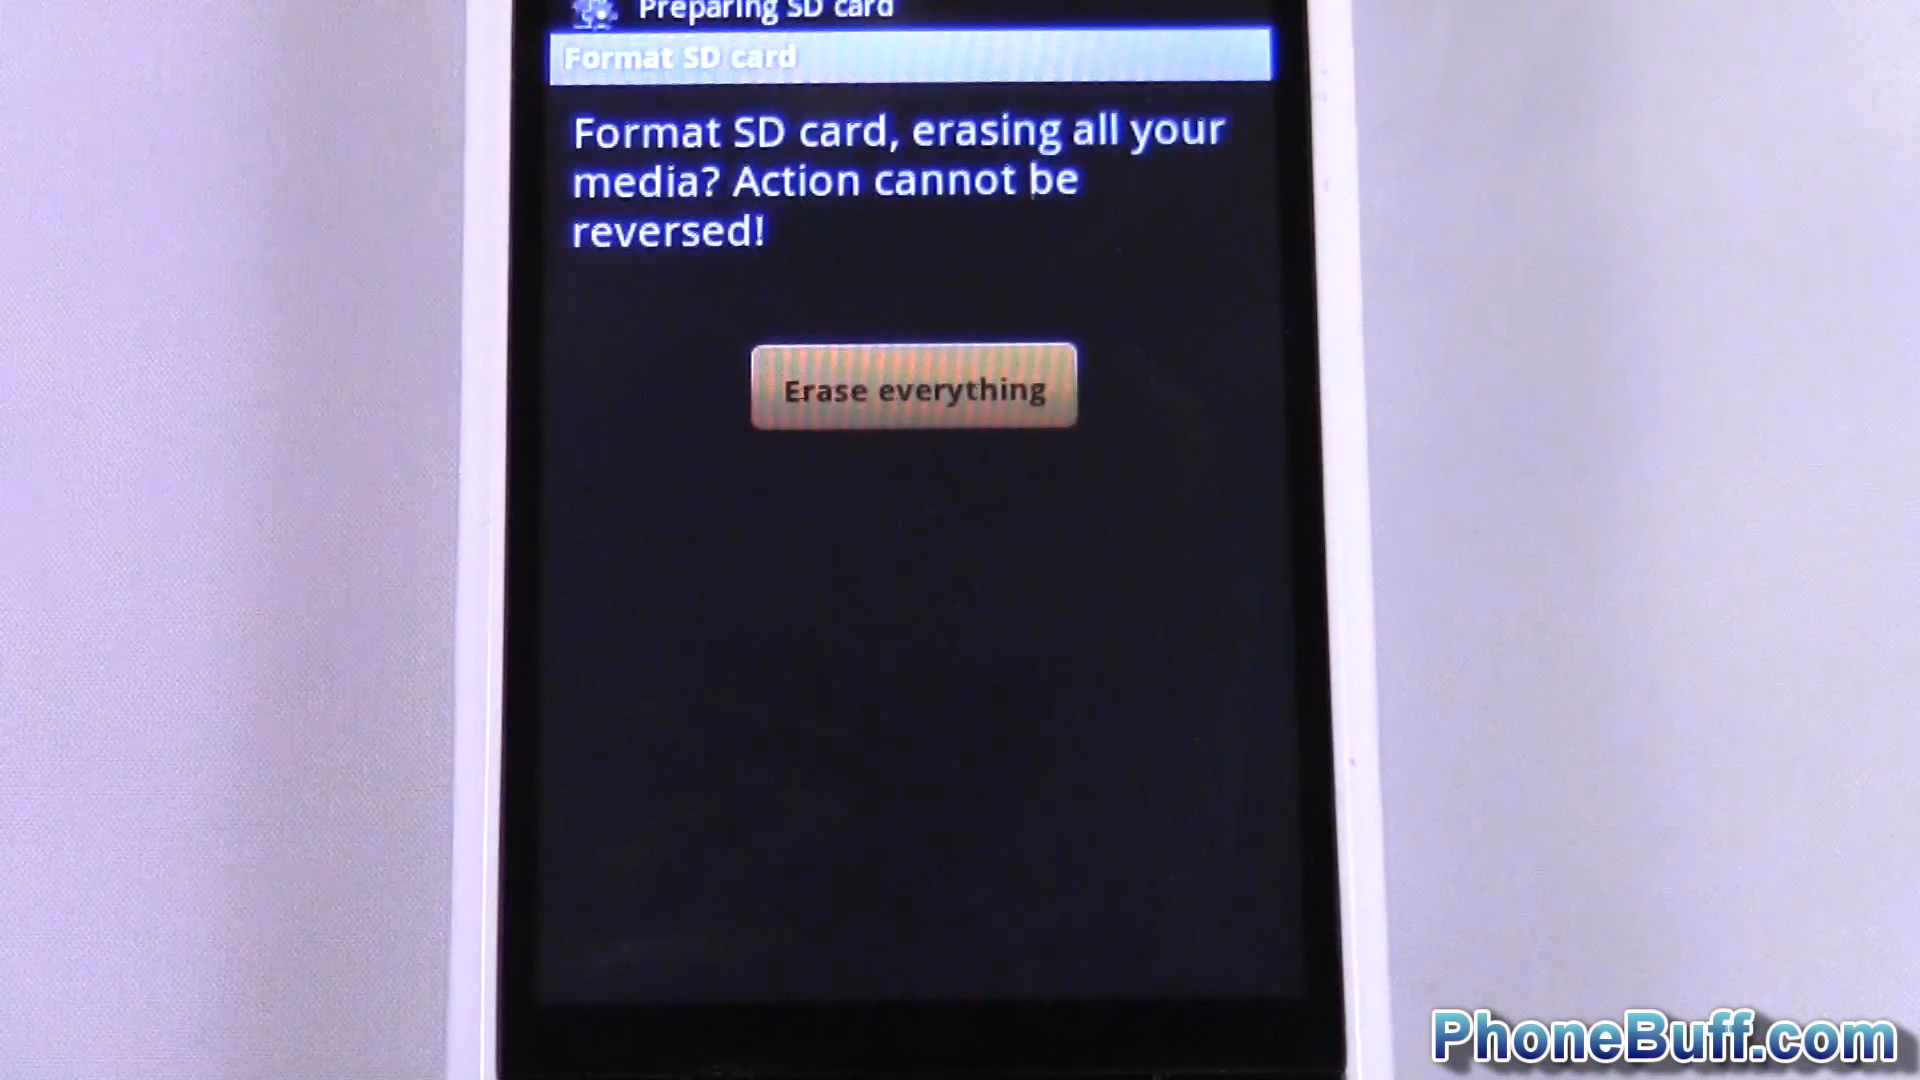 Preparing SD card
Format SD card
Format SD card, erasing all your
media? Action cannot be
reversed!
Erase everything
PhoneBuff.com